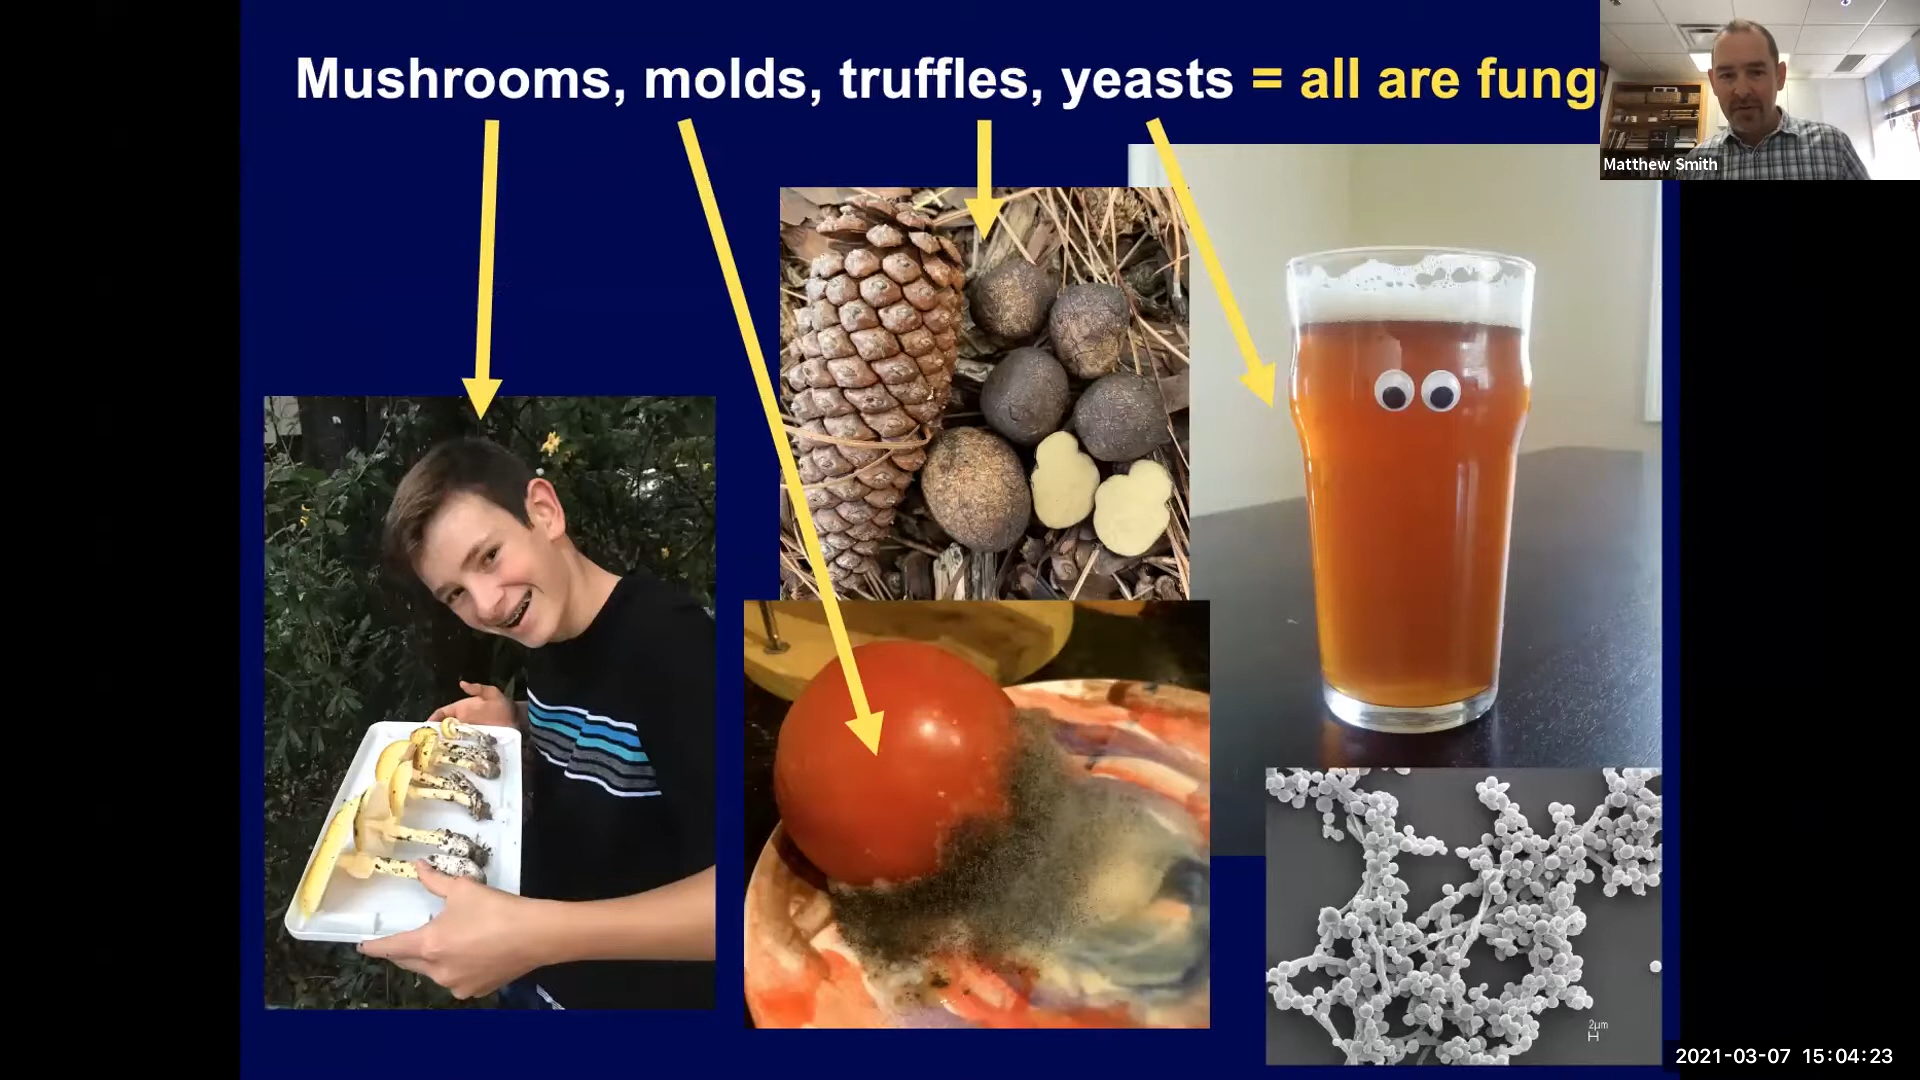 Mushrooms, molds, truffles, yeasts = all are fung
Matthew Smith
2µm
2021-03-07 15:04:23